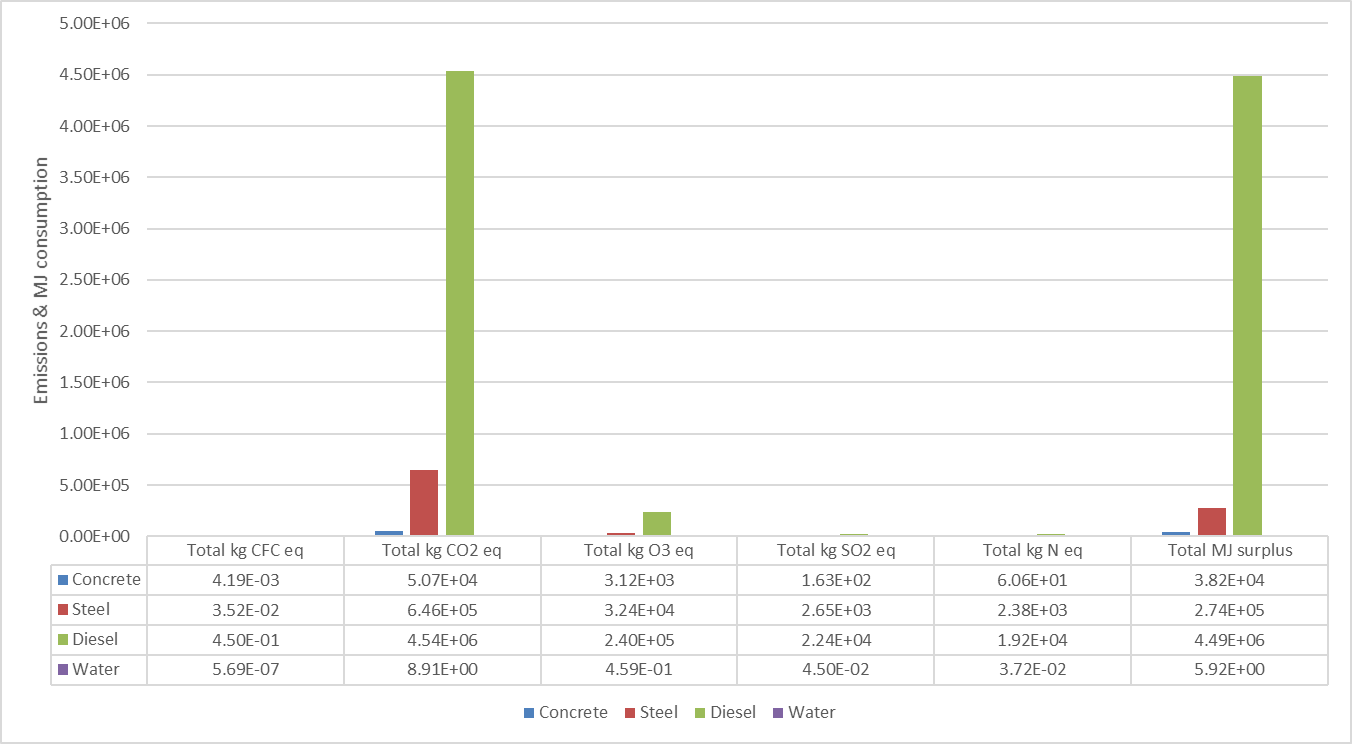 Emissions & MJ consumption
5.00E+06
4.50E+06
4.00E+06
3.50E+06
3.00E+06
2.50E+06
2.00E+06
1.50E+06
1.00E+06
5.00E+05
0.00E+00
Total kg CFC eq Total kg CO2 eq Total kg O3 eq Total kg SO2 eq Total kg N eq Total MJ surplus
Concrete 4.19E-03 5.07E+04 3.12E+03 1.63E+02 6.06E+01 3.82E+04
Steel 3.52E-02 6.46E+05 3.24E+04 2.65E+03 2.38E+03 2.74E+05
Diesel 4.50E-01 4.54E+06 2.40E+05 2.24E+04 1.92E+04 4.49E+06
Water 5.69E-07 8.91E+00 4.59E-01 4.50E-02 3.72E-02 5.92E+00
Concrete Steel Diesel Water